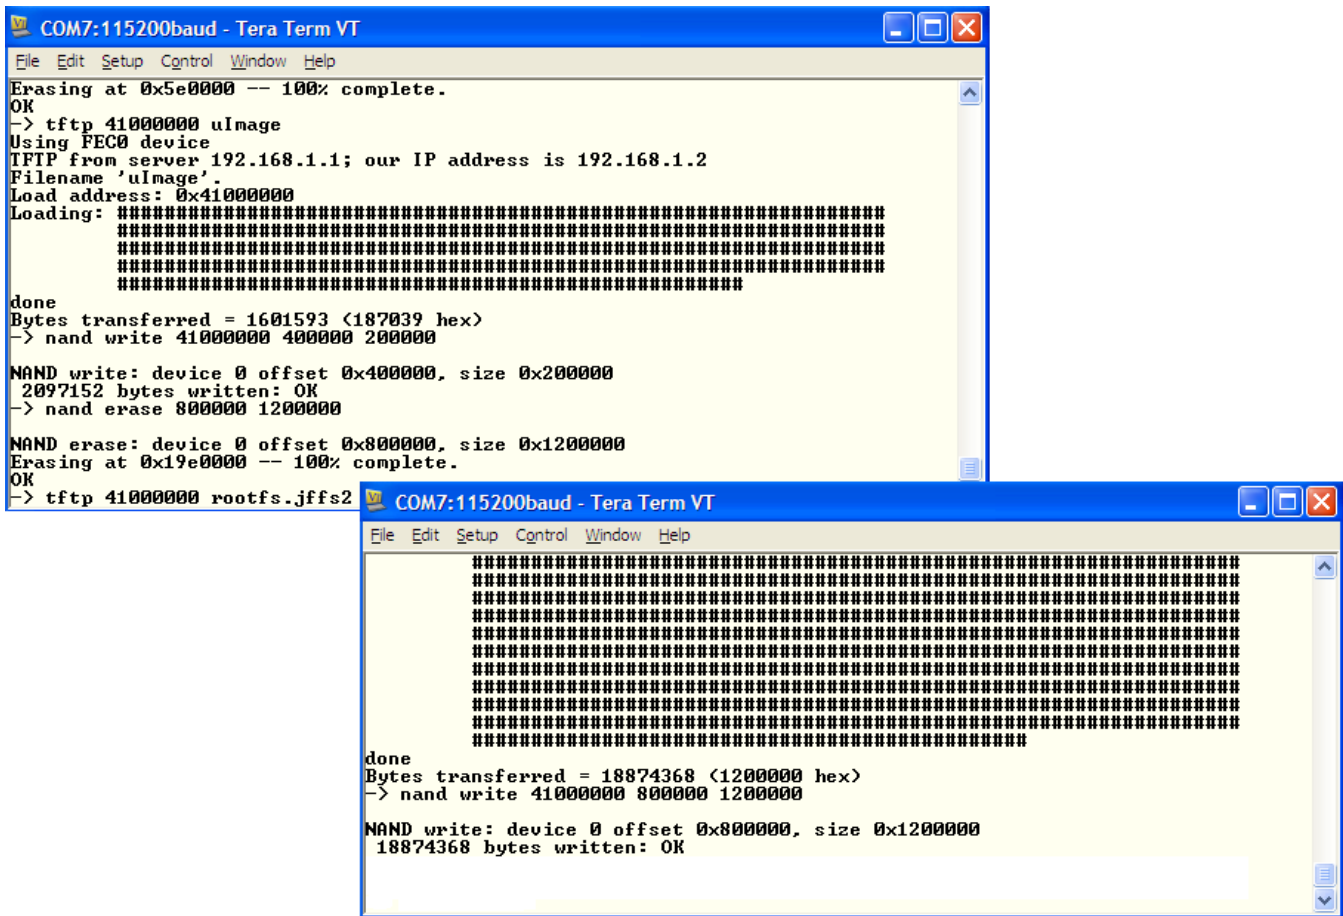 COM7:115200baud - Tera Term VT
File Edit Setup Control Window Help
Erasing at 0x5e0000 -- 100% complete.
OK
-> tftp 41000000 uImage
Using FEC0 device
TFTP from server 192.168.1.1; our IP address is 192.168.1.2
Filename 'uImage'.
Load address: 0x41000000
Loading: #################################################################
#################################################################
#################################################################
#################################################################
#####################################################
done
Bytes transferred = 1601593 (187039 hex)
-> nand write 41000000 400000 200000
NAND write: device 0 offset 0x400000, size 0x200000
2097152 bytes written: OK
-> nand erase 800000 1200000
NAND erase: device 0 offset 0x800000, size 0x1200000
Erasing at 0x19e0000 -- 100% complete.
OK
-> tftp 41000000 rootfs.jffs2
COM7:115200baud - Tera Term VT
File Edit Setup Control Window Help
#################################################################
#################################################################
#################################################################
#################################################################
#################################################################
#################################################################
#################################################################
#################################################################
#################################################################
#################################################################
###############################################
done
Bytes transferred = 18874368 (1200000 hex)
-> nand write 41000000 800000 1200000
NAND write: device 0 offset 0x800000, size 0x1200000
18874368 bytes written: OK